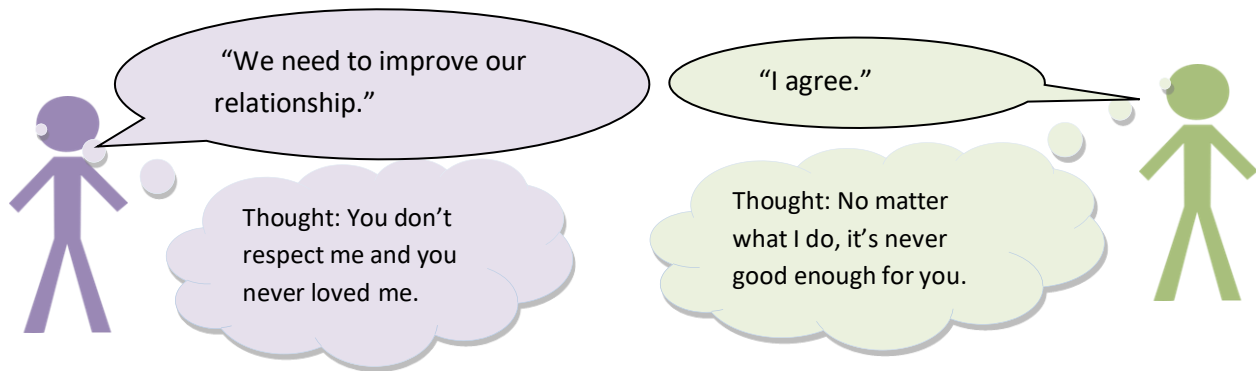 “We need to improve our
relationship.”
Thought: You don’t
respect me and you
never loved me.
“I agree.”
Thought: No matter
what I do, it’s never
good enough for you.